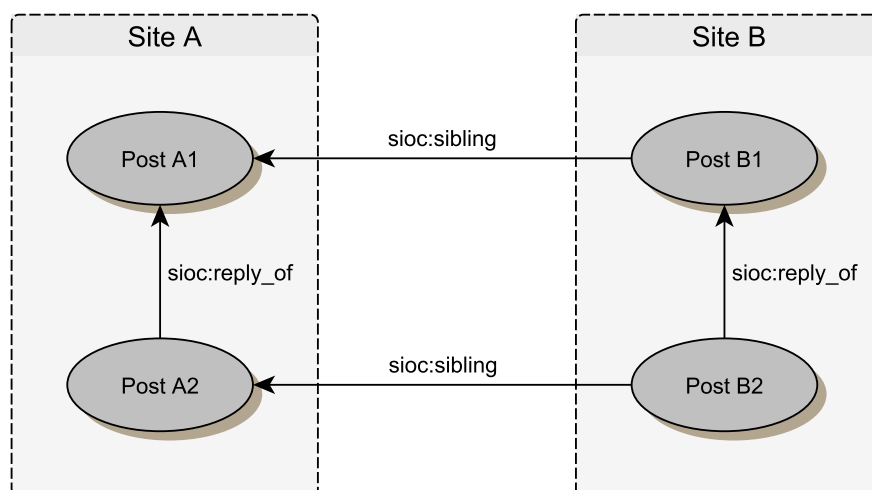 Site A
Site B
Post A1
sioc:sibling
Post B1
sioc:reply_of
sioc:reply_of
Post A2
sioc:sibling
Post B2